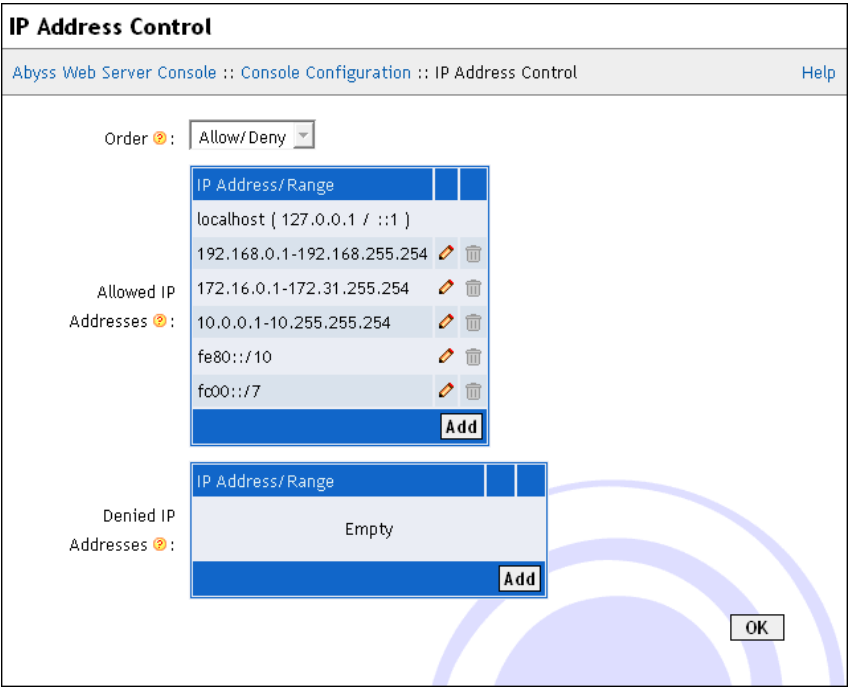 IP Address Control
Abyss Web Server Console :: Console Configuration :: IP Address Control Help
Order ? : Allow/Deny
IP Address/Range
localhost ( 127.0.0.1 / ::1 )
192.168.0.1-192.168.255.254
172.16.0.1-172.31.255.254
10.0.0.1-10.255.255.254
fe80::/10
fc00::/7
Add
Allowed IP
Addresses ? :
IP Address/Range
Empty
Add
Denied IP
Addresses ? :
OK